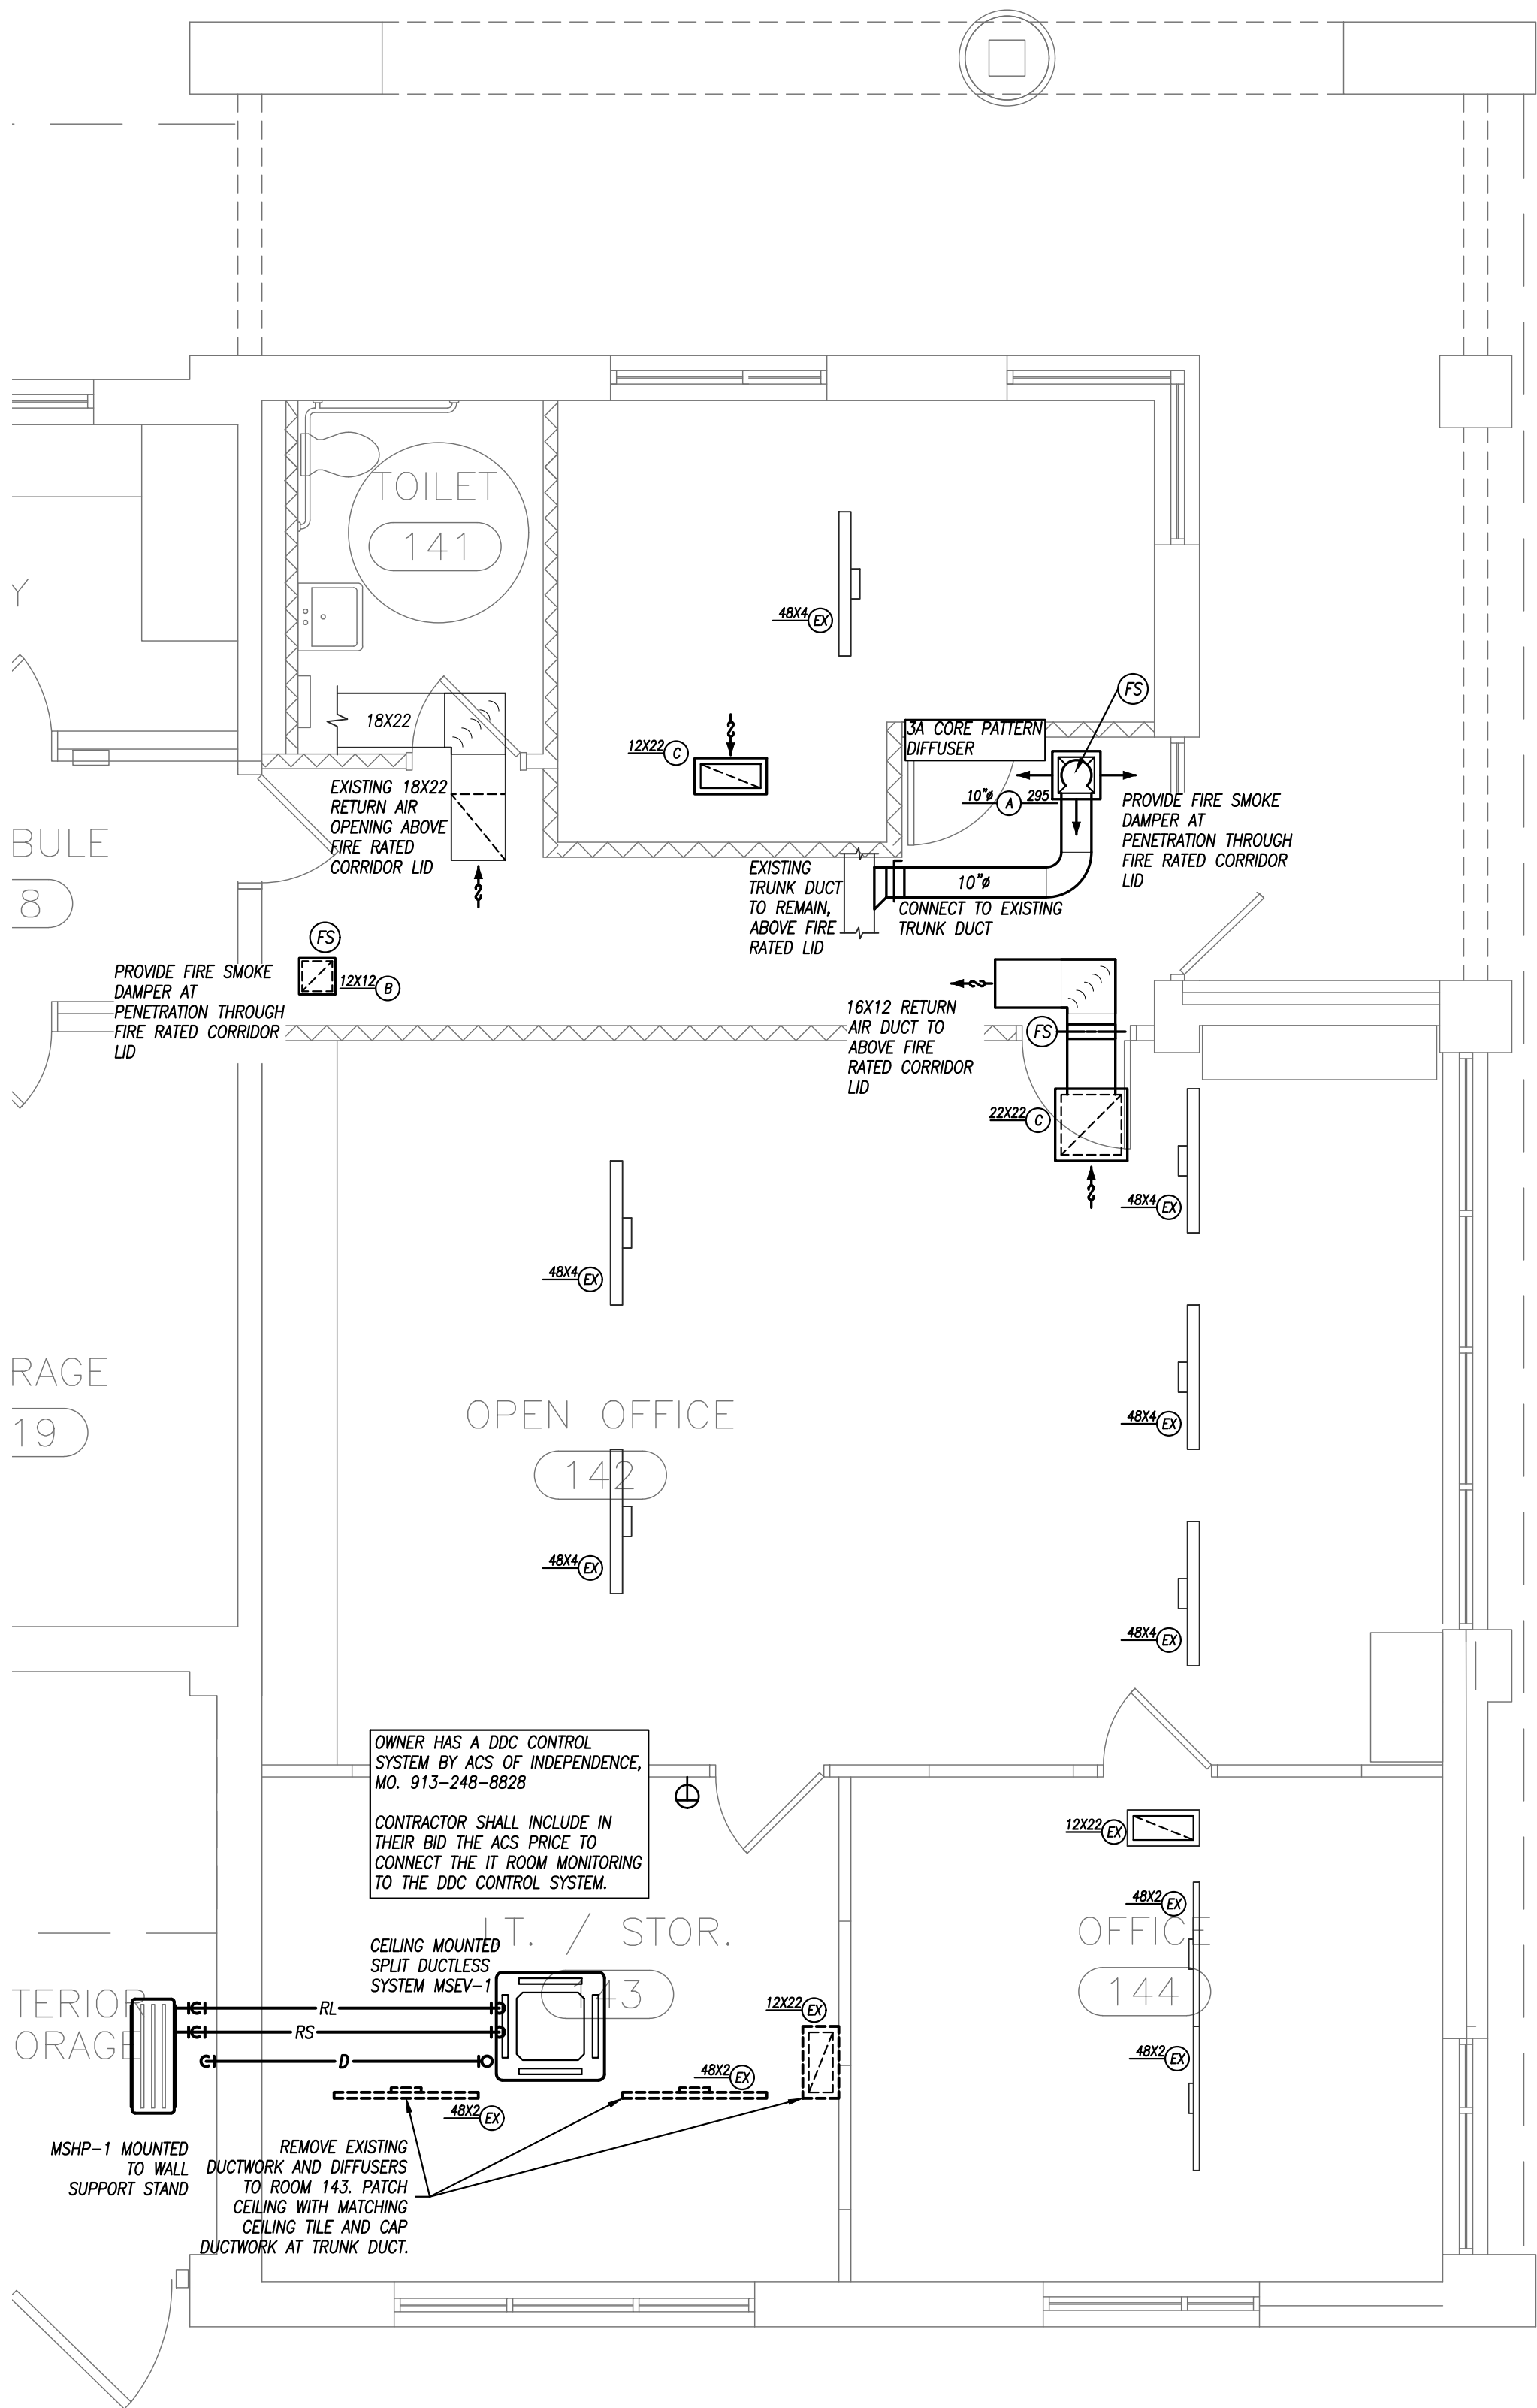 TOILET
141
Y
48X4 EX
FS
18X22
12X22 C
3A CORE PATTERN
DIFFUSER
10"ø A 295
EXISTING 18X22
RETURN AIR
OPENING ABOVE
FIRE RATED
CORRIDOR LID
PROVIDE FIRE SMOKE
DAMPER AT
PENETRATION THROUGH
FIRE RATED CORRIDOR
LID
BULE
8
EXISTING
TRUNK DUCT
TO REMAIN,
ABOVE FIRE
RATED LID
10"ø
CONNECT TO EXISTING
TRUNK DUCT
FS
12X12 B
PROVIDE FIRE SMOKE
DAMPER AT
PENETRATION THROUGH
FIRE RATED CORRIDOR
LID
16X12 RETURN
AIR DUCT TO
ABOVE FIRE
RATED CORRIDOR
LID
FS
22X22 C
48X4 EX
48X4 EX
RAGE
19
OPEN OFFICE
142
48X4 EX
48X4 EX
48X4 EX
OWNER HAS A DDC CONTROL
SYSTEM BY ACS OF INDEPENDENCE,
MO. 913-248-8828
CONTRACTOR SHALL INCLUDE IN
THEIR BID THE ACS PRICE TO
CONNECT THE IT ROOM MONITORING
TO THE DDC CONTROL SYSTEM.
12X22 EX
48X2 EX
I.T. / STOR.
143
OFFICE
144
CEILING MOUNTED
SPLIT DUCTLESS
SYSTEM MSEV-1
TERIOR
ORAGE
RL
RS
D
12X22 EX
48X2 EX
48X2 EX
48X2 EX
MSHP-1 MOUNTED
TO WALL
SUPPORT STAND
REMOVE EXISTING
DUCTWORK AND DIFFUSERS
TO ROOM 143. PATCH
CEILING WITH MATCHING
CEILING TILE AND CAP
DUCTWORK AT TRUNK DUCT.